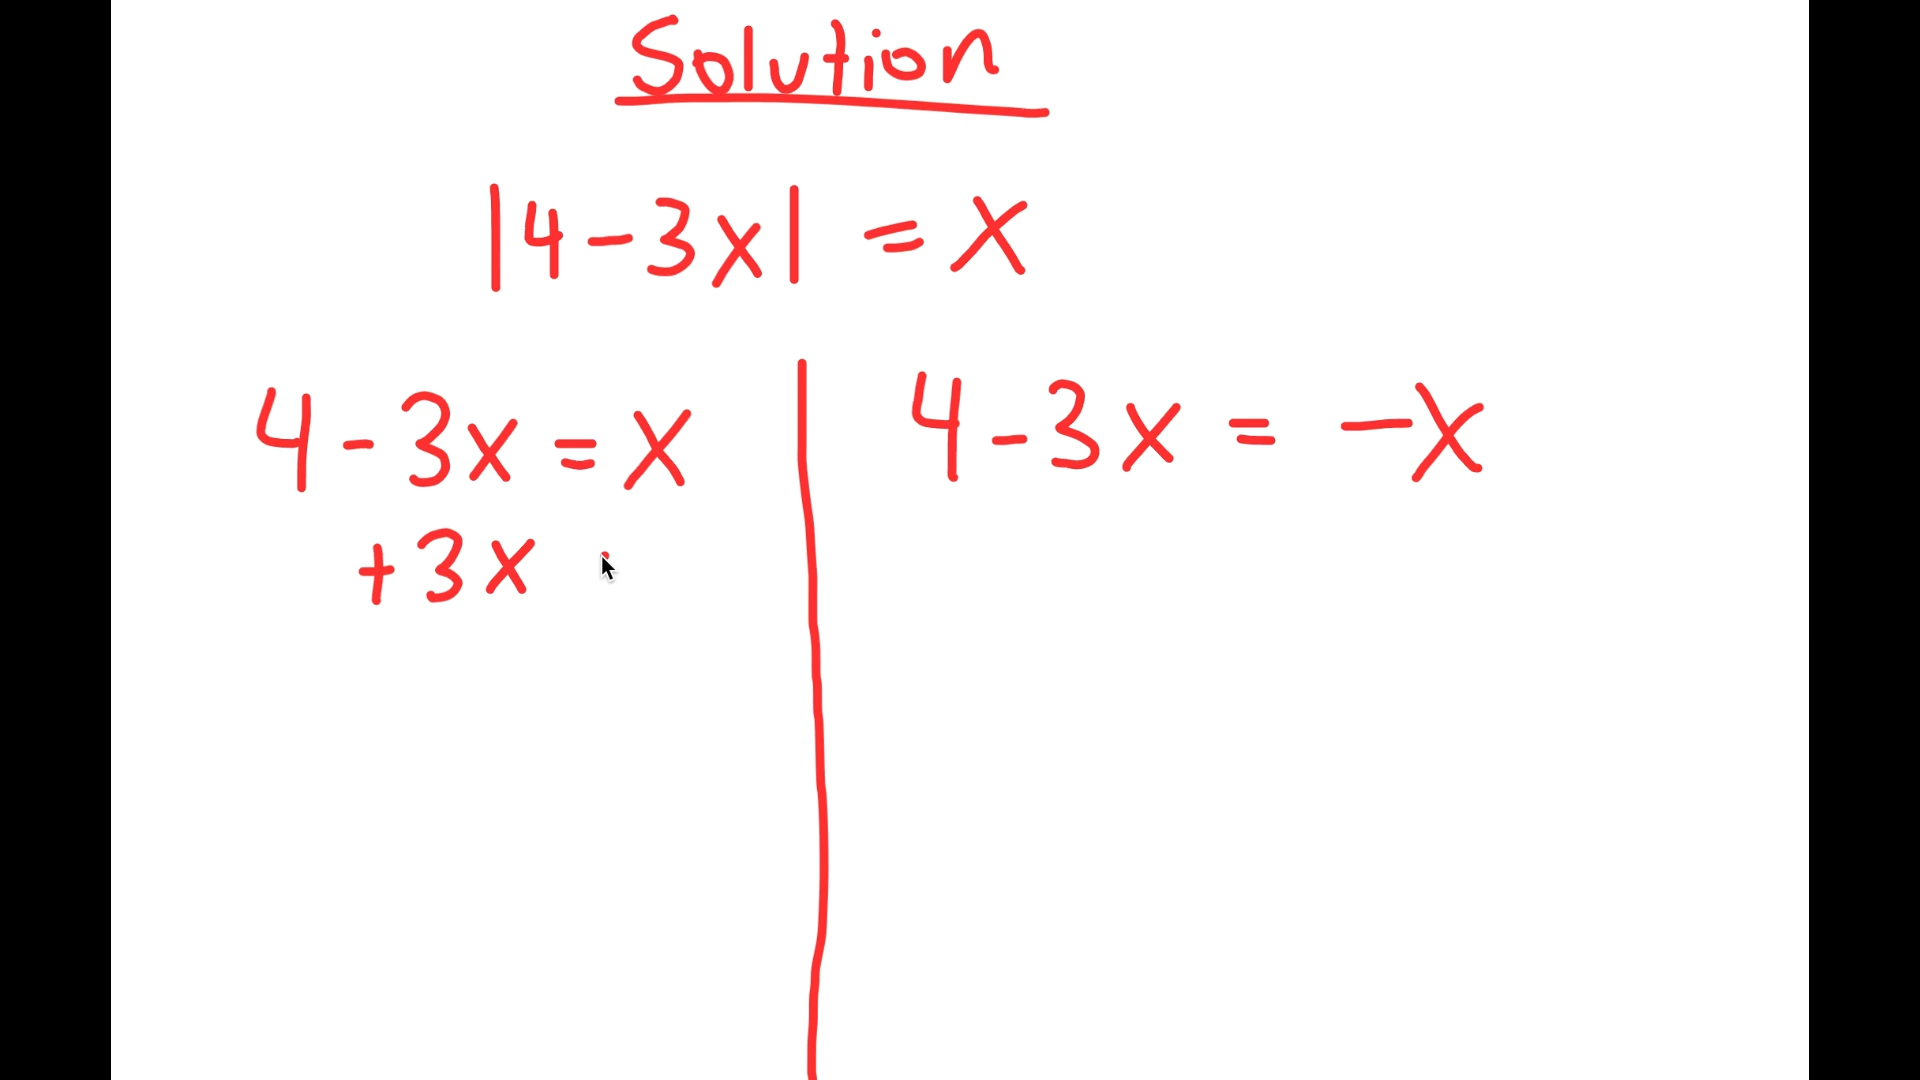 Solution
|4-3x| = x
4-3x = x
+3x
4-3x = -x